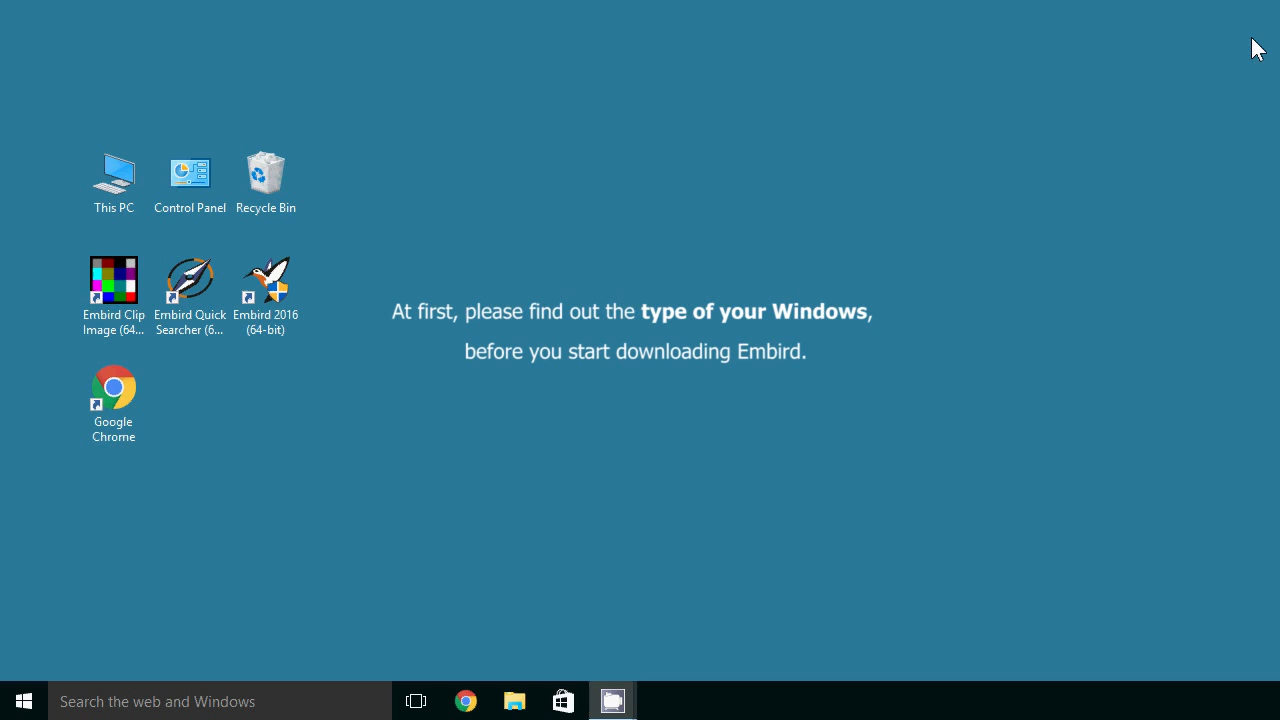 This PC
Control Panel
Recycle Bin
Embird Clip
Image (64...
Embird Quick
Searcher (6...
Embird 2016
(64-bit)
At first, please find out the type of your Windows,
before you start downloading Embird.
Google
Chrome
Search the web and Windows